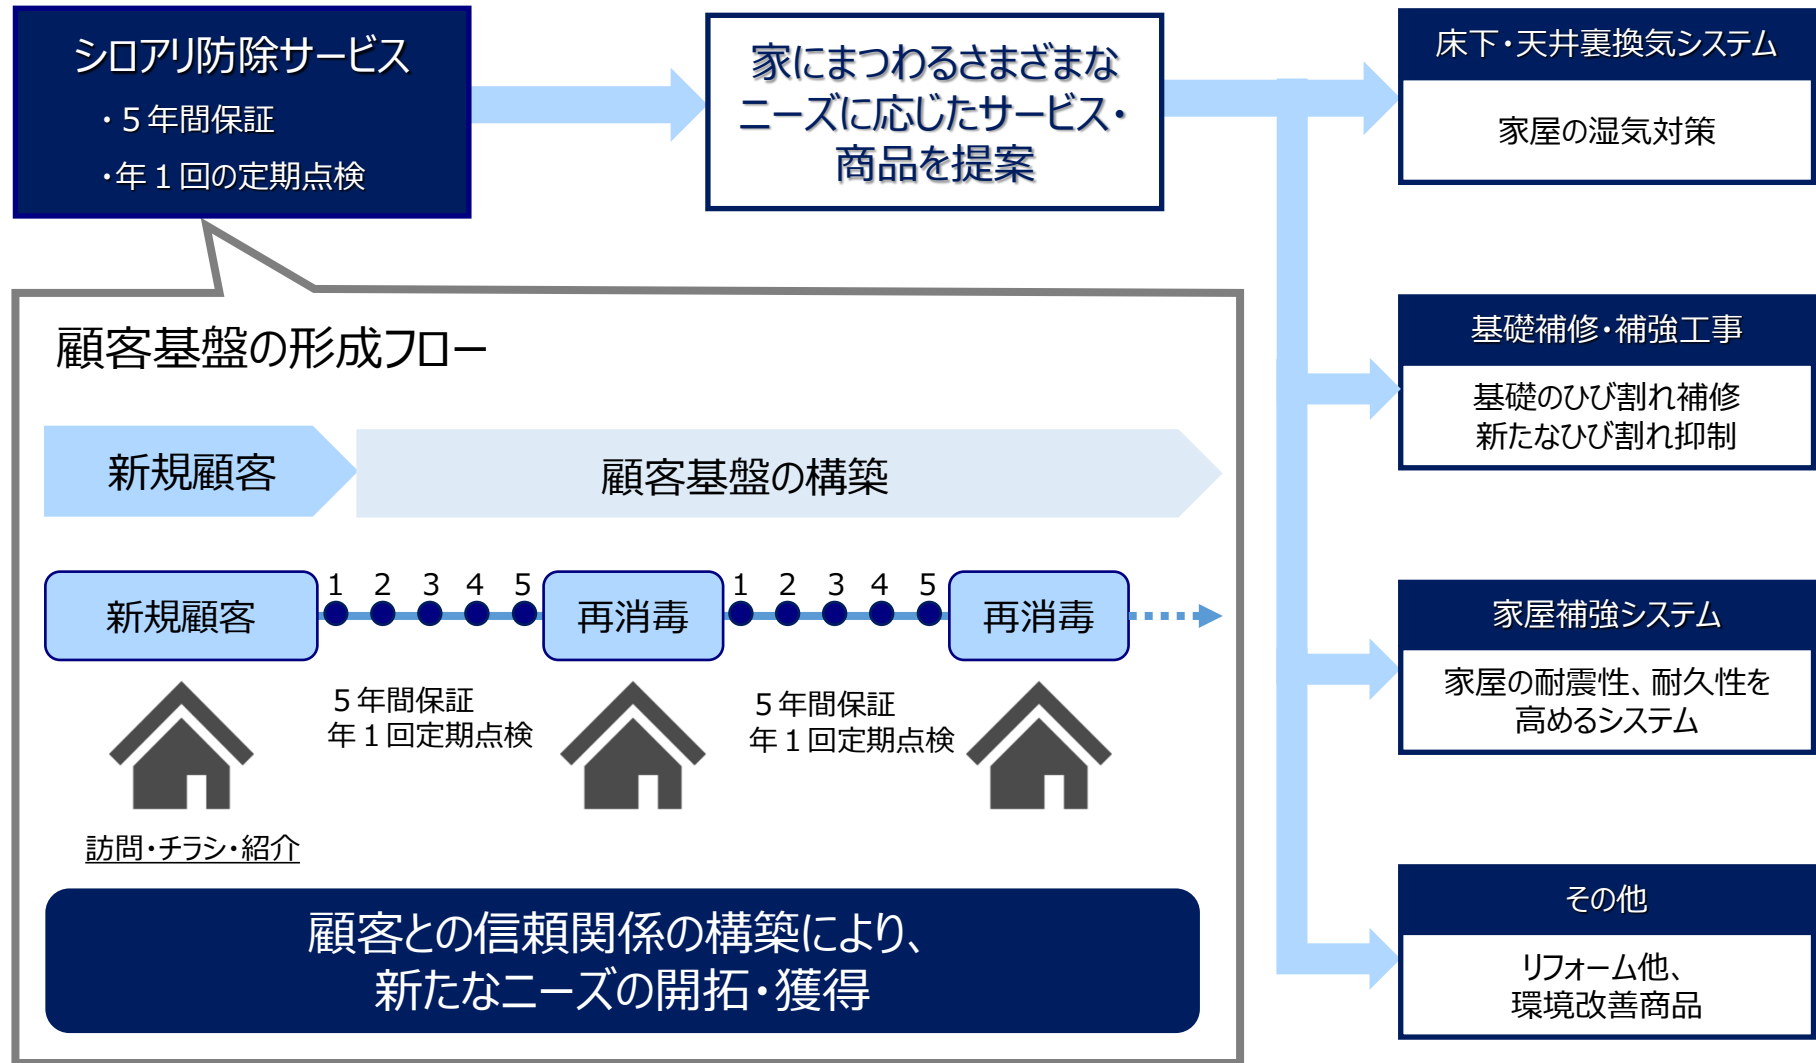 シロアリ防除サービス
・５年間保証
・年１回の定期点検
家にまつわるさまざまな
ニーズに応じたサービス・
商品を提案
床下・天井裏換気システム
家屋の湿気対策
基礎補修・補強工事
基礎のひび割れ補修
新たなひび割れ抑制
家屋補強システム
家屋の耐震性、耐久性を
高めるシステム
その他
リフォーム他、
環境改善商品
顧客基盤の形成フロー
新規顧客
顧客基盤の構築
新規顧客
1 2 3 4 5
再消毒
1 2 3 4 5
再消毒
５年間保証
年１回定期点検
５年間保証
年１回定期点検
訪問・チラシ・紹介
顧客との信頼関係の構築により、
新たなニーズの開拓・獲得